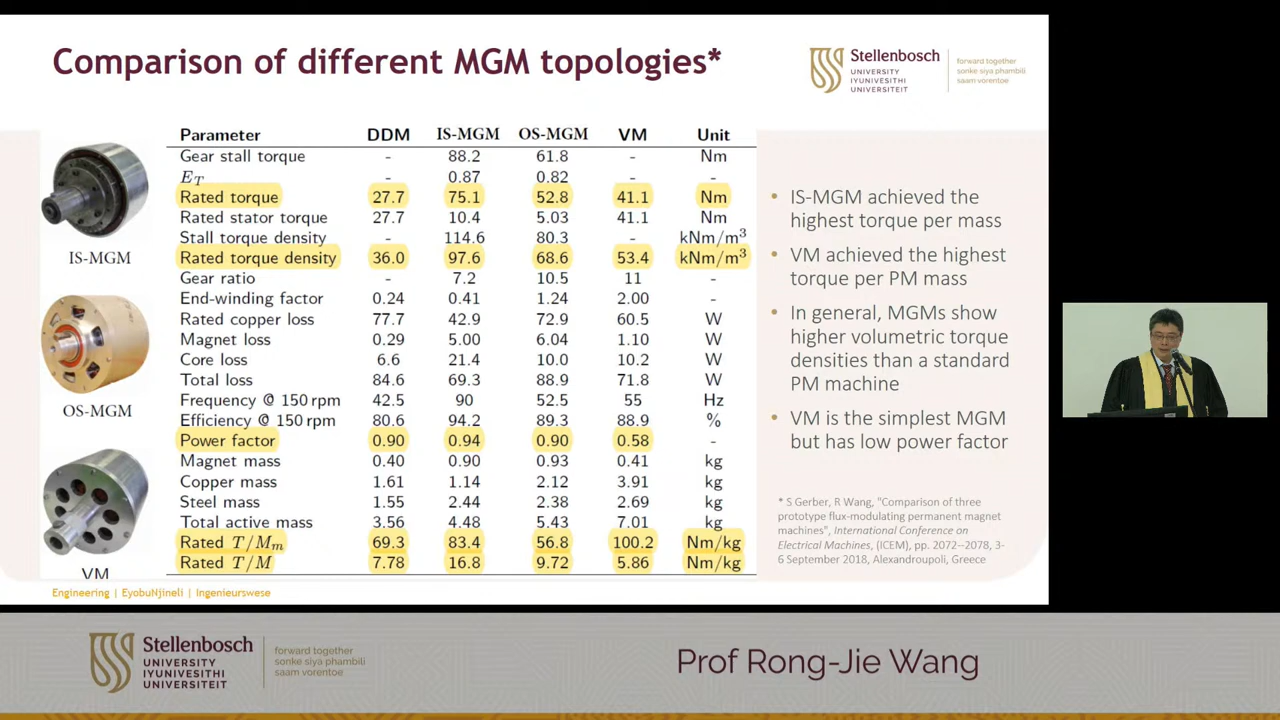 Comparison of different MGM topologies*
Stellenbosch
UNIVERSITY
IYUNIVESITHI
UNIVERSITEIT
forward together
sonke siya phambili
saam vorentoe
Parameter DDM IS-MGM OS-MGM VM Unit
Gear stall torque - 88.2 61.8 - Nm
E_T - 0.87 0.82 - -
Rated torque 27.7 75.1 52.8 41.1 Nm
Rated stator torque 27.7 10.4 5.03 41.1 Nm
Stall torque density - 114.6 80.3 - kNm/m³
Rated torque density 36.0 97.6 68.6 53.4 kNm/m³
Gear ratio - 7.2 10.5 11 -
End-winding factor 0.24 0.41 1.24 2.00 -
Rated copper loss 77.7 42.9 72.9 60.5 W
Magnet loss 0.29 5.00 6.04 1.10 W
Core loss 6.6 21.4 10.0 10.2 W
Total loss 84.6 69.3 88.9 71.8 W
Frequency @ 150 rpm 42.5 90 52.5 55 Hz
Efficiency @ 150 rpm 80.6 94.2 89.3 88.9 %
Power factor 0.90 0.94 0.90 0.58 -
Magnet mass 0.40 0.90 0.93 0.41 kg
Copper mass 1.61 1.14 2.12 3.91 kg
Steel mass 1.55 2.44 2.38 2.69 kg
Total active mass 3.56 4.48 5.43 7.01 kg
Rated T/M_m 69.3 83.4 56.8 100.2 Nm/kg
Rated T/M 7.78 16.8 9.72 5.86 Nm/kg
IS-MGM
OS-MGM
VM
• IS-MGM achieved the
highest torque per mass
• VM achieved the highest
torque per PM mass
• In general, MGMs show
higher volumetric torque
densities than a standard
PM machine
• VM is the simplest MGM
but has low power factor
* S Gerber, R Wang, "Comparison of three
prototype flux-modulating permanent magnet
machines", International Conference on
Electrical Machines, (ICEM), pp. 2072--2078, 3-
6 September 2018, Alexandroupoli, Greece
Engineering | EyobuNjineli | Ingenieurswese
Stellenbosch
UNIVERSITY
IYUNIVESITHI
UNIVERSITEIT
forward together
sonke siya phambili
saam vorentoe
Prof Rong-Jie Wang